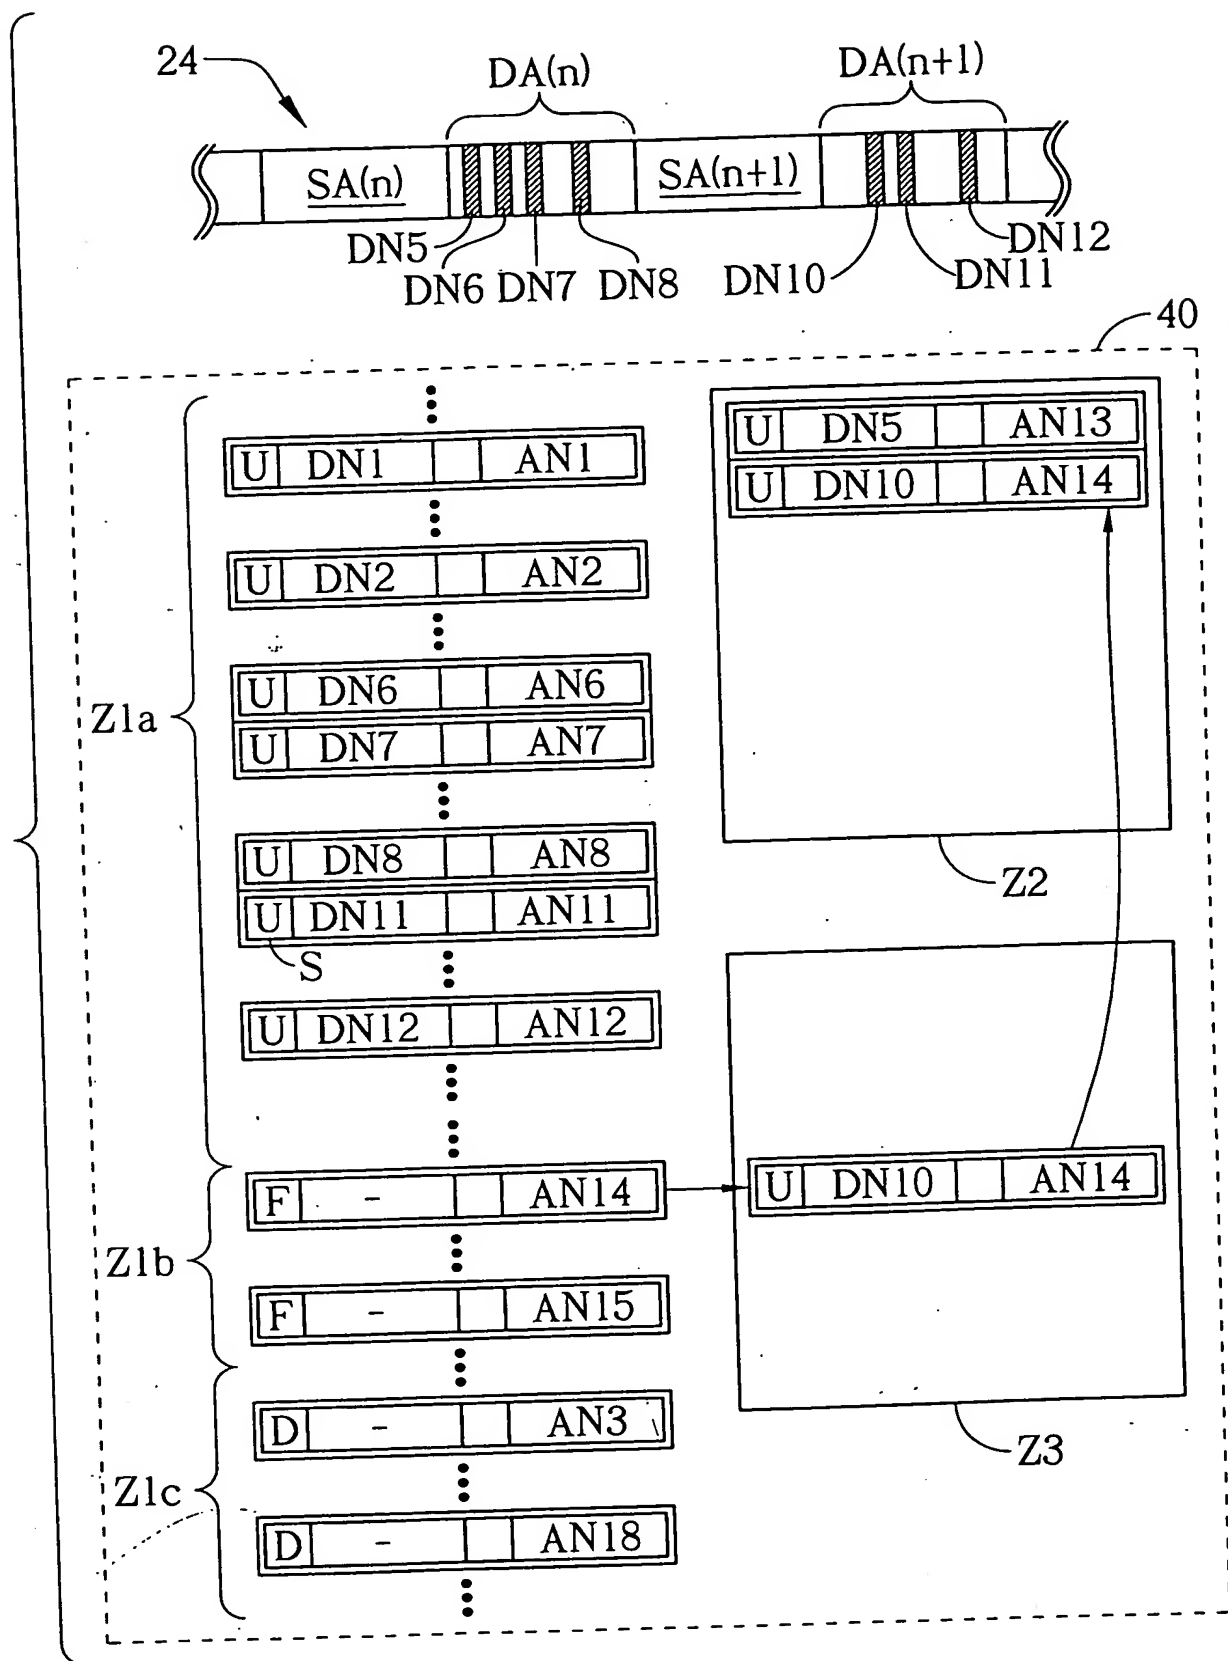 24
DA(n)
DA(n+1)
SA(n)
SA(n+1)
DN5
DN6
DN7
DN8
DN10
DN11
DN12
40
U DN1 AN1
U DN2 AN2
U DN6 AN6
U DN7 AN7
U DN8 AN8
U DN11 AN11
S
U DN12 AN12
Z1a
F - AN14
F - AN15
Z1b
D - AN3
D - AN18
Z1c
U DN5 AN13
U DN10 AN14
Z2
U DN10 AN14
Z3